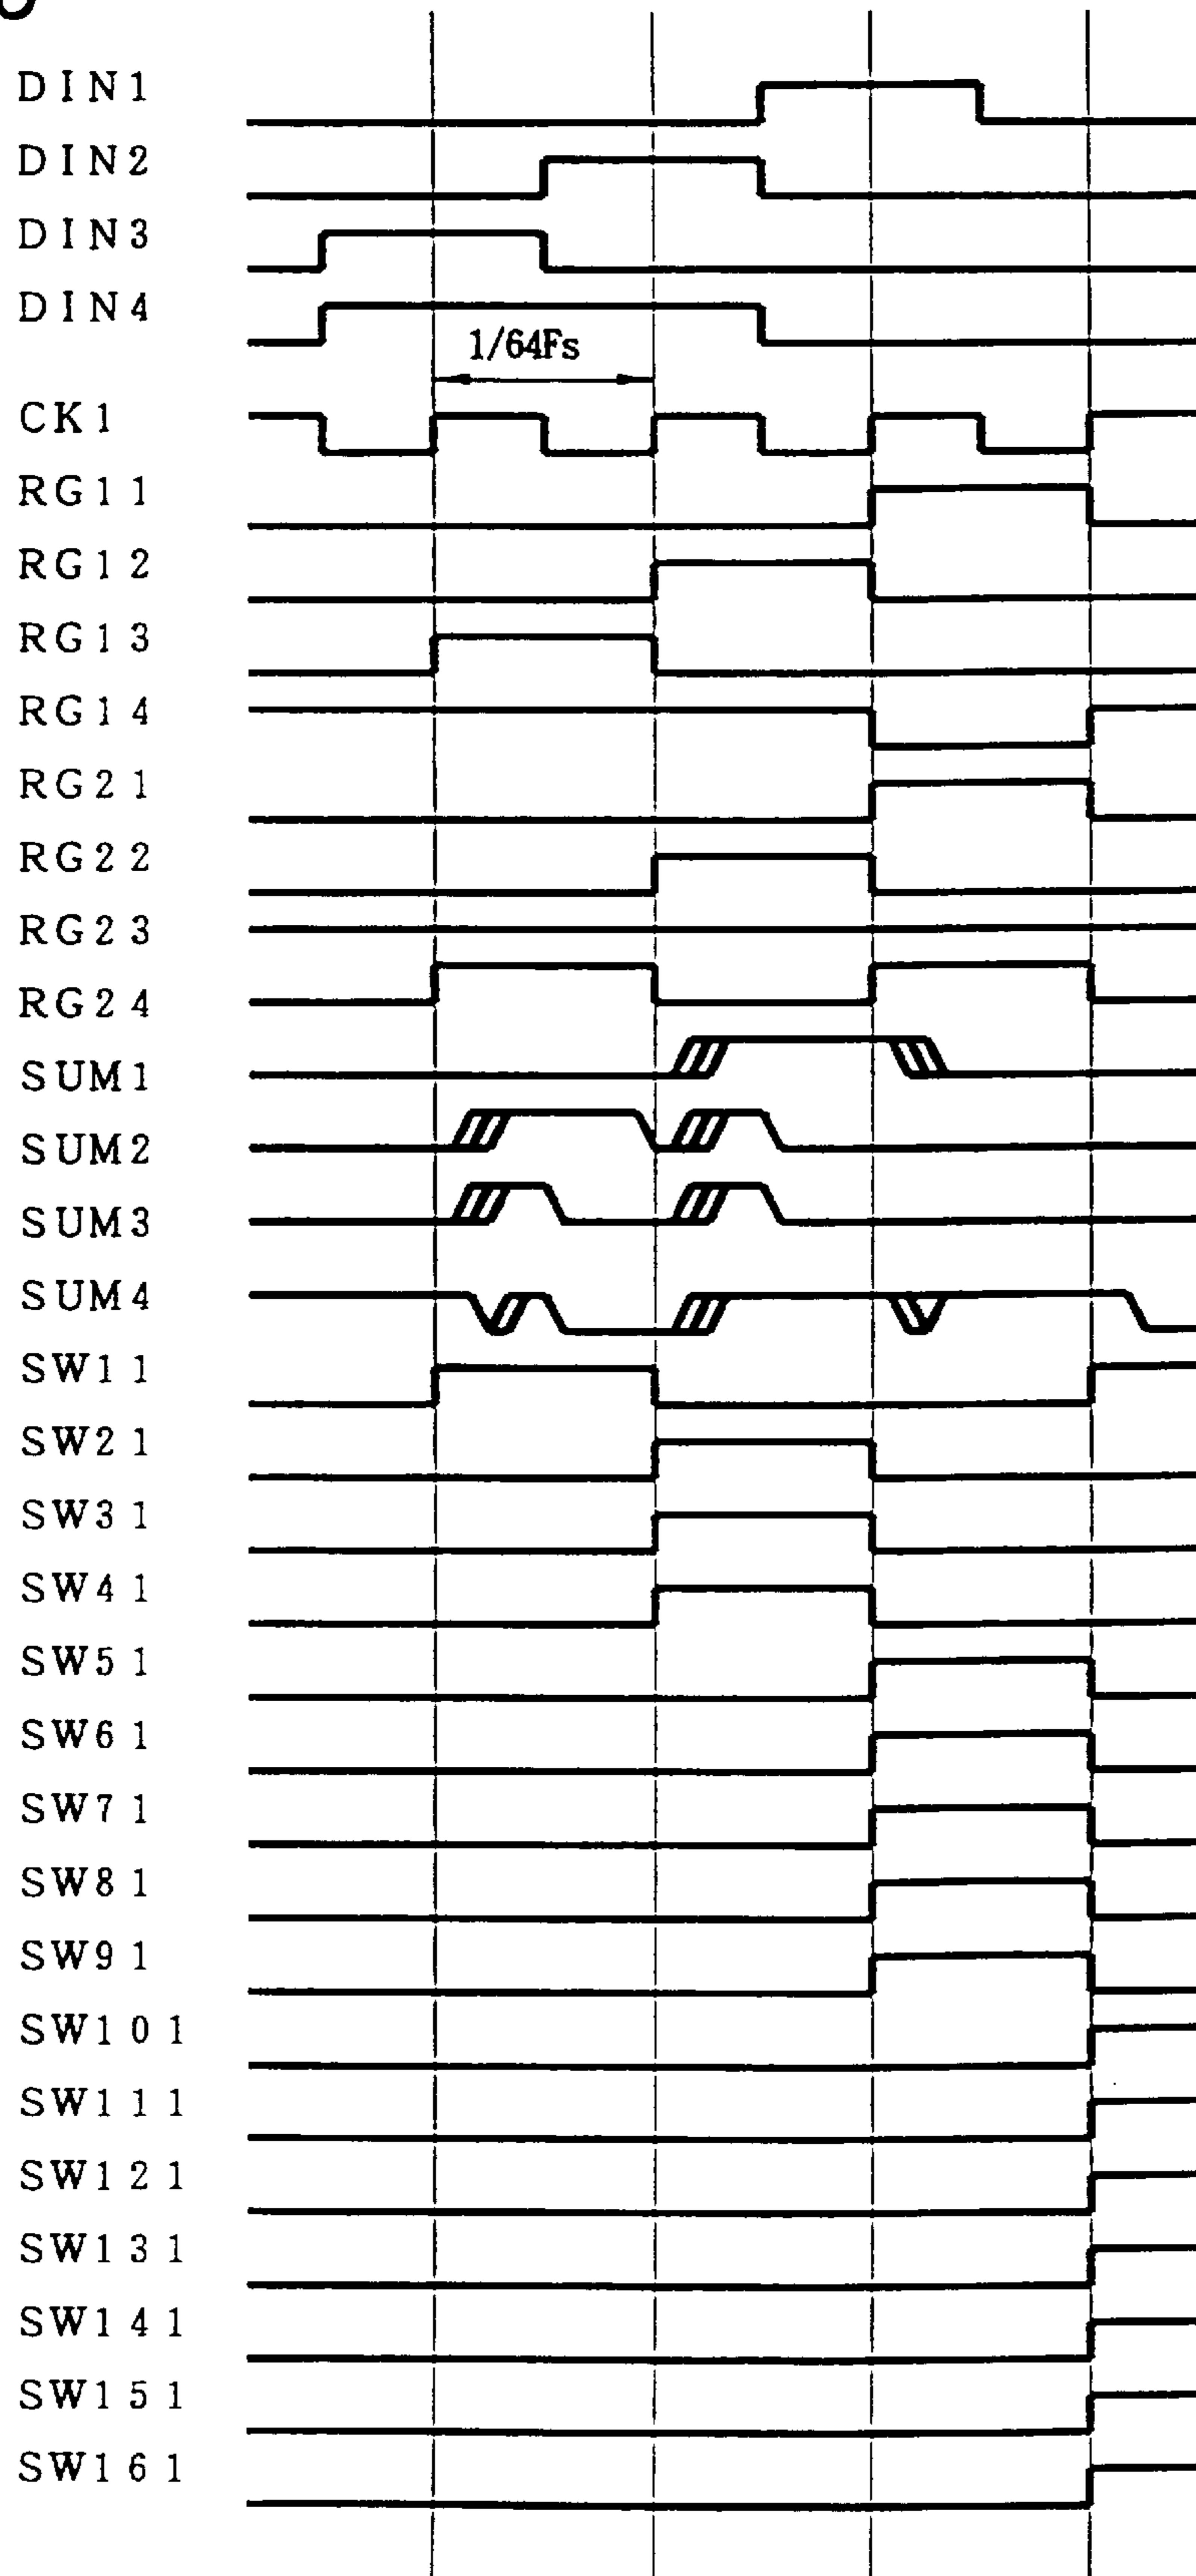 DIN1
DIN2
DIN3
DIN4
1/64Fs
CK1
RG11
RG12
RG13
RG14
RG21
RG22
RG23
RG24
SUM1
SUM2
SUM3
SUM4
SW11
SW21
SW31
SW41
SW51
SW61
SW71
SW81
SW91
SW101
SW111
SW121
SW131
SW141
SW151
SW161